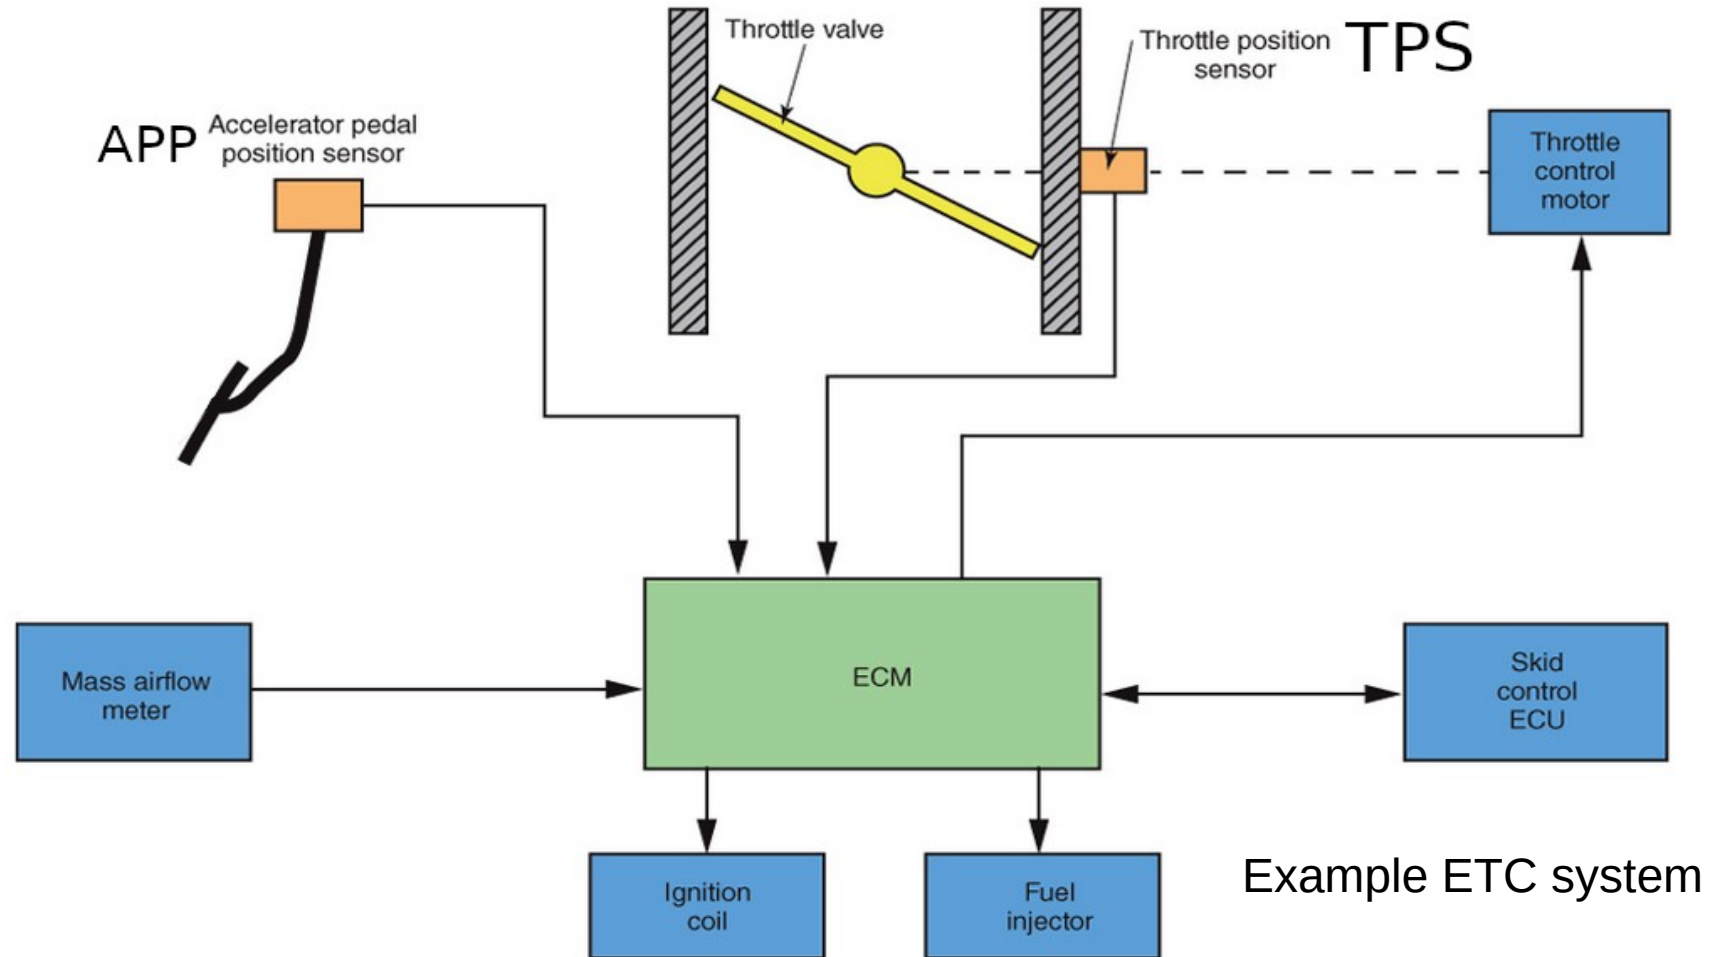 Throttle valve
Throttle position
sensor
TPS
APP
Accelerator pedal
position sensor
Throttle
control
motor
Mass airflow
meter
ECM
Skid
control
ECU
Ignition
coil
Fuel
injector
Example ETC system